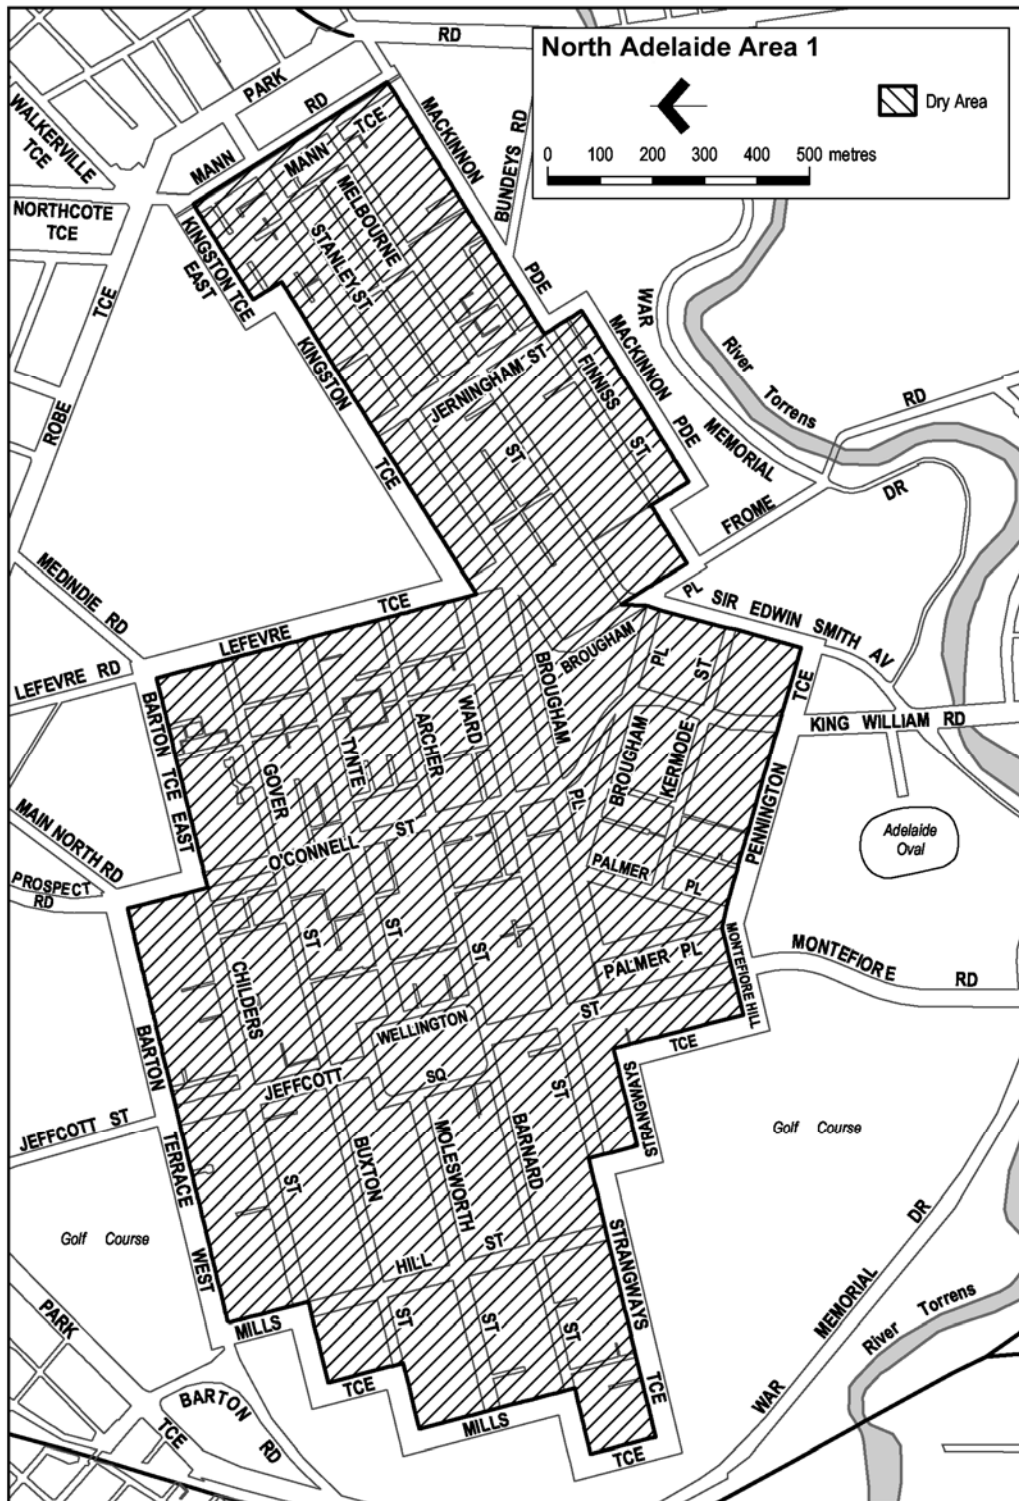 North Adelaide Area 1
Dry Area
0 100 200 300 400 500 metres
RD
PARK
RD
MACKINNON
BUNDEYS RD
WALKERVILLE
TCE
MANN
MANN
TCE
MELBOURNE
NORTHCOTE
TCE
KINGSTON TCE
EAST
STANLEY ST
PDE
WAR
River
Torrens
ROBE
TCE
KINGSTON
MACKINNON
JERNINGHAM ST
FINNISS
RD
PDE
MEMORIAL
ST
ST
TCE
FROME
DR
MEDINDIE RD
TCE
LEFEVRE
PL
SIR EDWIN SMITH AV
BROUGHAM
PL
ST
LEFEVRE RD
BARTON TCE EAST
TCE
BROUGHAM
WARD
ARCHER
TYNTE
GOVER
BROUGHAM
KERMODE
KING WILLIAM RD
PL
PENNINGTON
MAIN NORTH RD
O'CONNELL
ST
Adelaide
Oval
PALMER
PL
PROSPECT
RD
ST
ST
ST
MONTEFIORE HILL
MONTEFIORE
RD
PALMER PL
CHILDERS
WELLINGTON
ST
TCE
BARTON
JEFFCOTT
SQ
ST
STRANGWAYS
JEFFCOTT ST
Golf Course
TERRACE
BUXTON
MOLESWORTH
BARNARD
ST
DR
Golf Course
STRANGWAYS
ST
HILL
WEST
MEMORIAL
River Torrens
PARK
MILLS
ST
ST
ST
TCE
TCE
BARTON
RD
TCE
MILLS
WAR
TCE